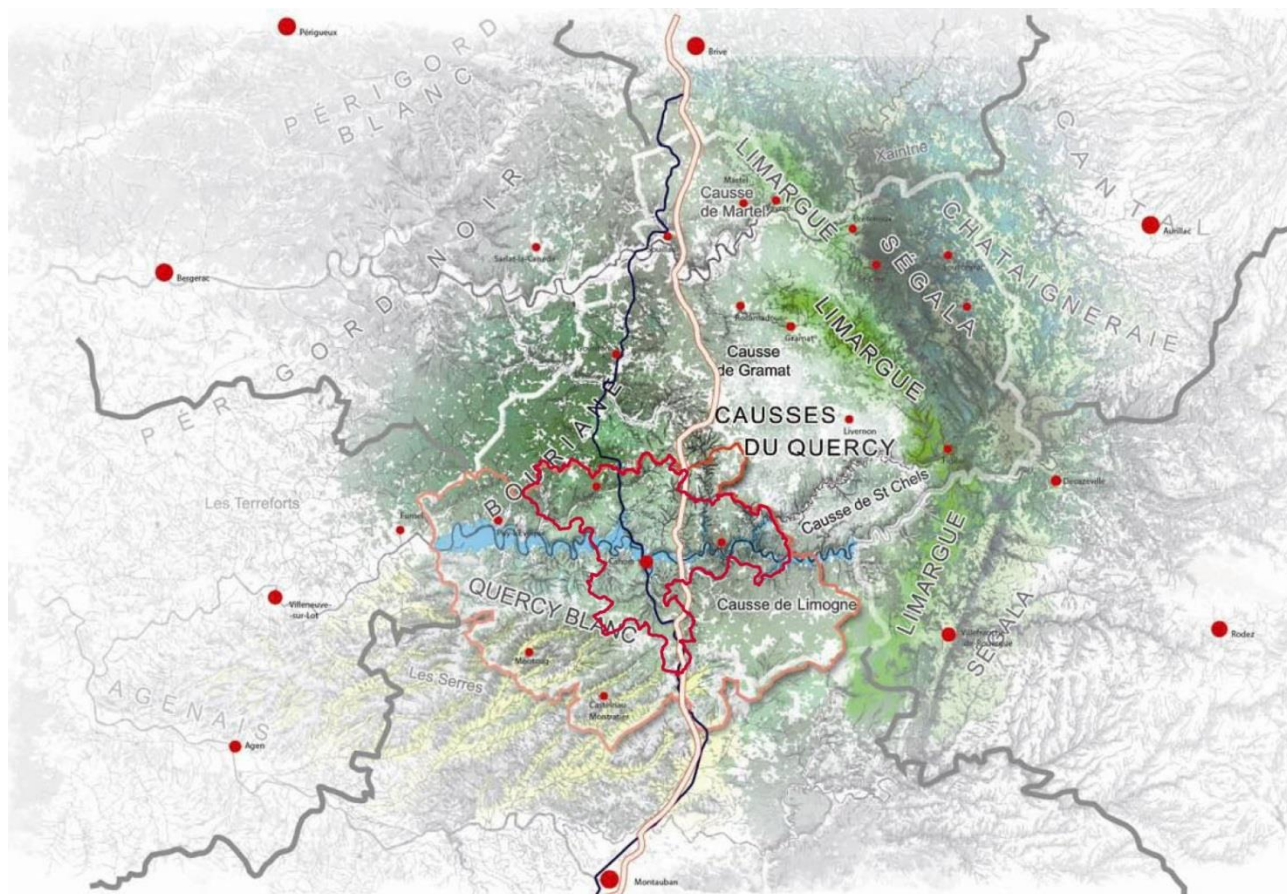 Périgueux
Brive
PÉRIGORD
BLANC
CANTAL
Xaintrie
LIMARGUE
Martel
Causse
de Martel
CHATAIGNERAIE
Aurillac
SÉGALA
PÉRIGORD NOIR
Sarlat-la-Canéda
Bergerac
LIMARGUE
Gramat
Causse
de Gramat
CAUSSES
DU QUERCY
Livernon
BOURIANE
Decazeville
Causse de St Chels
Les Terreforts
Fumel
LIMARGUE
QUERCY BLANC
Causse de Limogne
Villeneuve-
sur-Lot
Rodez
Villefranche
de-Rouergue
SÉGALA
Montcuq
Les Serres
Castelnau
Montratier
AGENAIS
Agen
Montauban